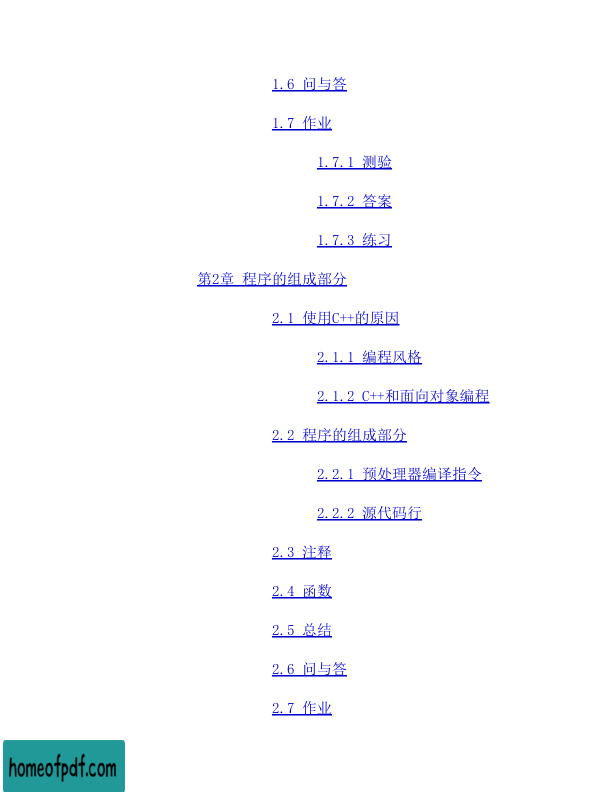 1.6 问与答
1.7 作业
1.7.1 测验
1.7.2 答案
1.7.3 练习
第2章 程序的组成部分
2.1 使用C++的原因
2.1.1 编程风格
2.1.2 C++和面向对象编程
2.2 程序的组成部分
2.2.1 预处理器编译指令
2.2.2 源代码行
2.3 注释
2.4 函数
2.5 总结
2.6 问与答
2.7 作业
homeofpdf.com